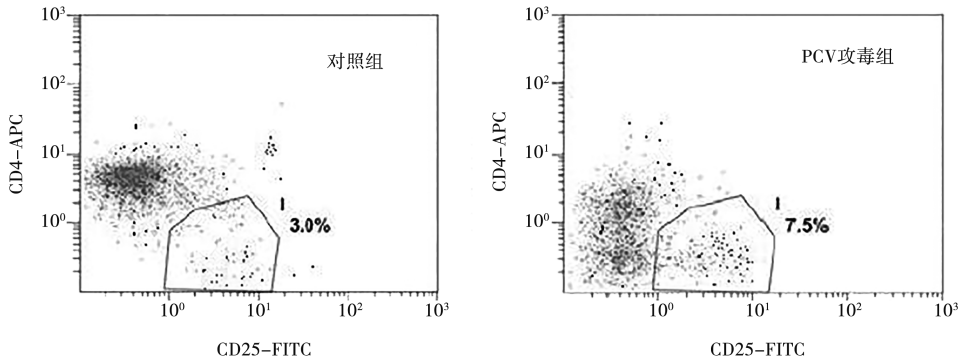 10³
10²
10¹
10⁰
CD4-APC
对照组
I
3.0%
10⁰
10¹
10²
10³
CD25-FITC
10³
10²
10¹
10⁰
CD4-APC
PCV攻毒组
I
7.5%
10⁰
10¹
10²
10³
CD25-FITC